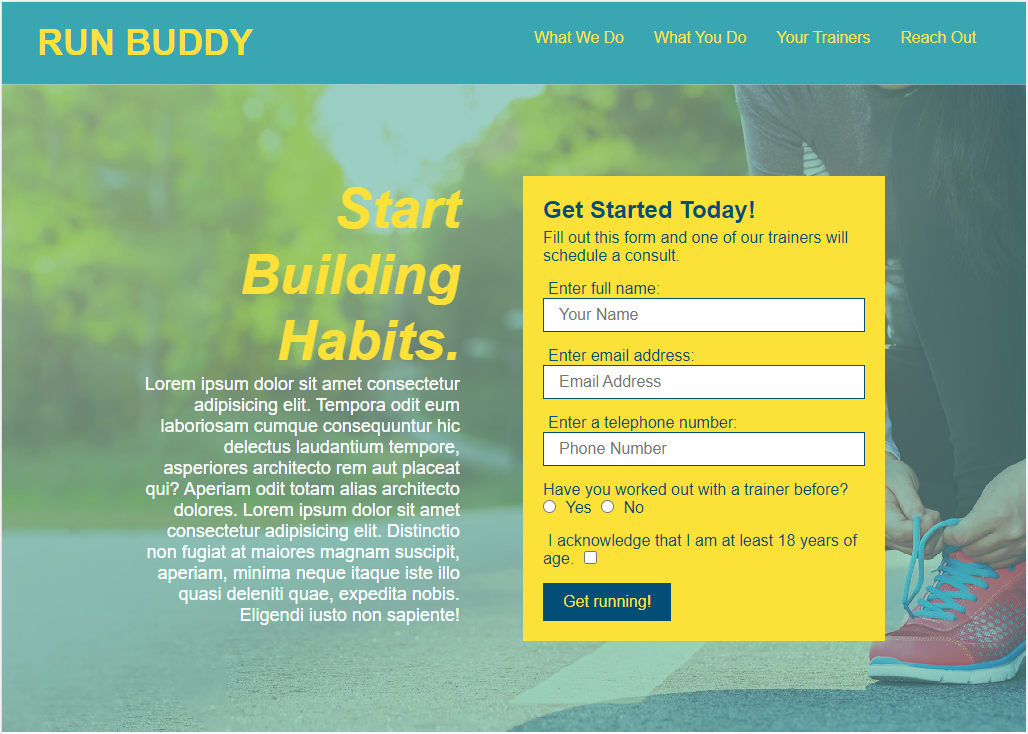 RUN BUDDY
What We Do
What You Do
Your Trainers
Reach Out
Start
Building
Habits.
Lorem ipsum dolor sit amet consectetur
adipisicing elit. Tempora odit eum
laboriosam cumque consequuntur hic
delectus laudantium tempore,
asperiores architecto rem aut placeat
qui? Aperiam odit totam alias architecto
dolores. Lorem ipsum dolor sit amet
consectetur adipisicing elit. Distinctio
non fugiat at maiores magnam suscipit,
aperiam, minima neque itaque iste illo
quasi deleniti quae, expedita nobis.
Eligendi iusto non sapiente!
Get Started Today!
Fill out this form and one of our trainers will
schedule a consult.
Enter full name:
Your Name
Enter email address:
Email Address
Enter a telephone number:
Phone Number
Have you worked out with a trainer before?
Yes No
I acknowledge that I am at least 18 years of
age.
Get running!